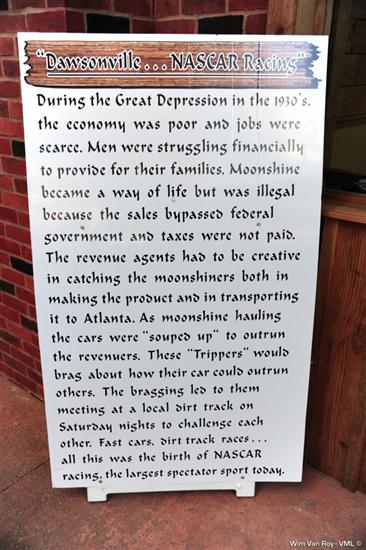 "Dawsonville... NASCAR Racing"
During the Great Depression in the 1930's,
the economy was poor and jobs were
scarce. Men were struggling financially
to provide for their families. Moonshine
became a way of life but was illegal
because the sales bypassed federal
government and taxes were not paid.
The revenue agents had to be creative
in catching the moonshiners both in
making the product and in transporting
it to Atlanta. As moonshine hauling
the cars were "souped up" to outrun
the revenuers. These "Trippers" would
brag about how their car could outrun
others. The bragging led to them
meeting at a local dirt track on
Saturday nights to challenge each
other. Fast cars, dirt track races...
all this was the birth of NASCAR
racing, the largest spectator sport today.
Wim Van Roy - VML ©